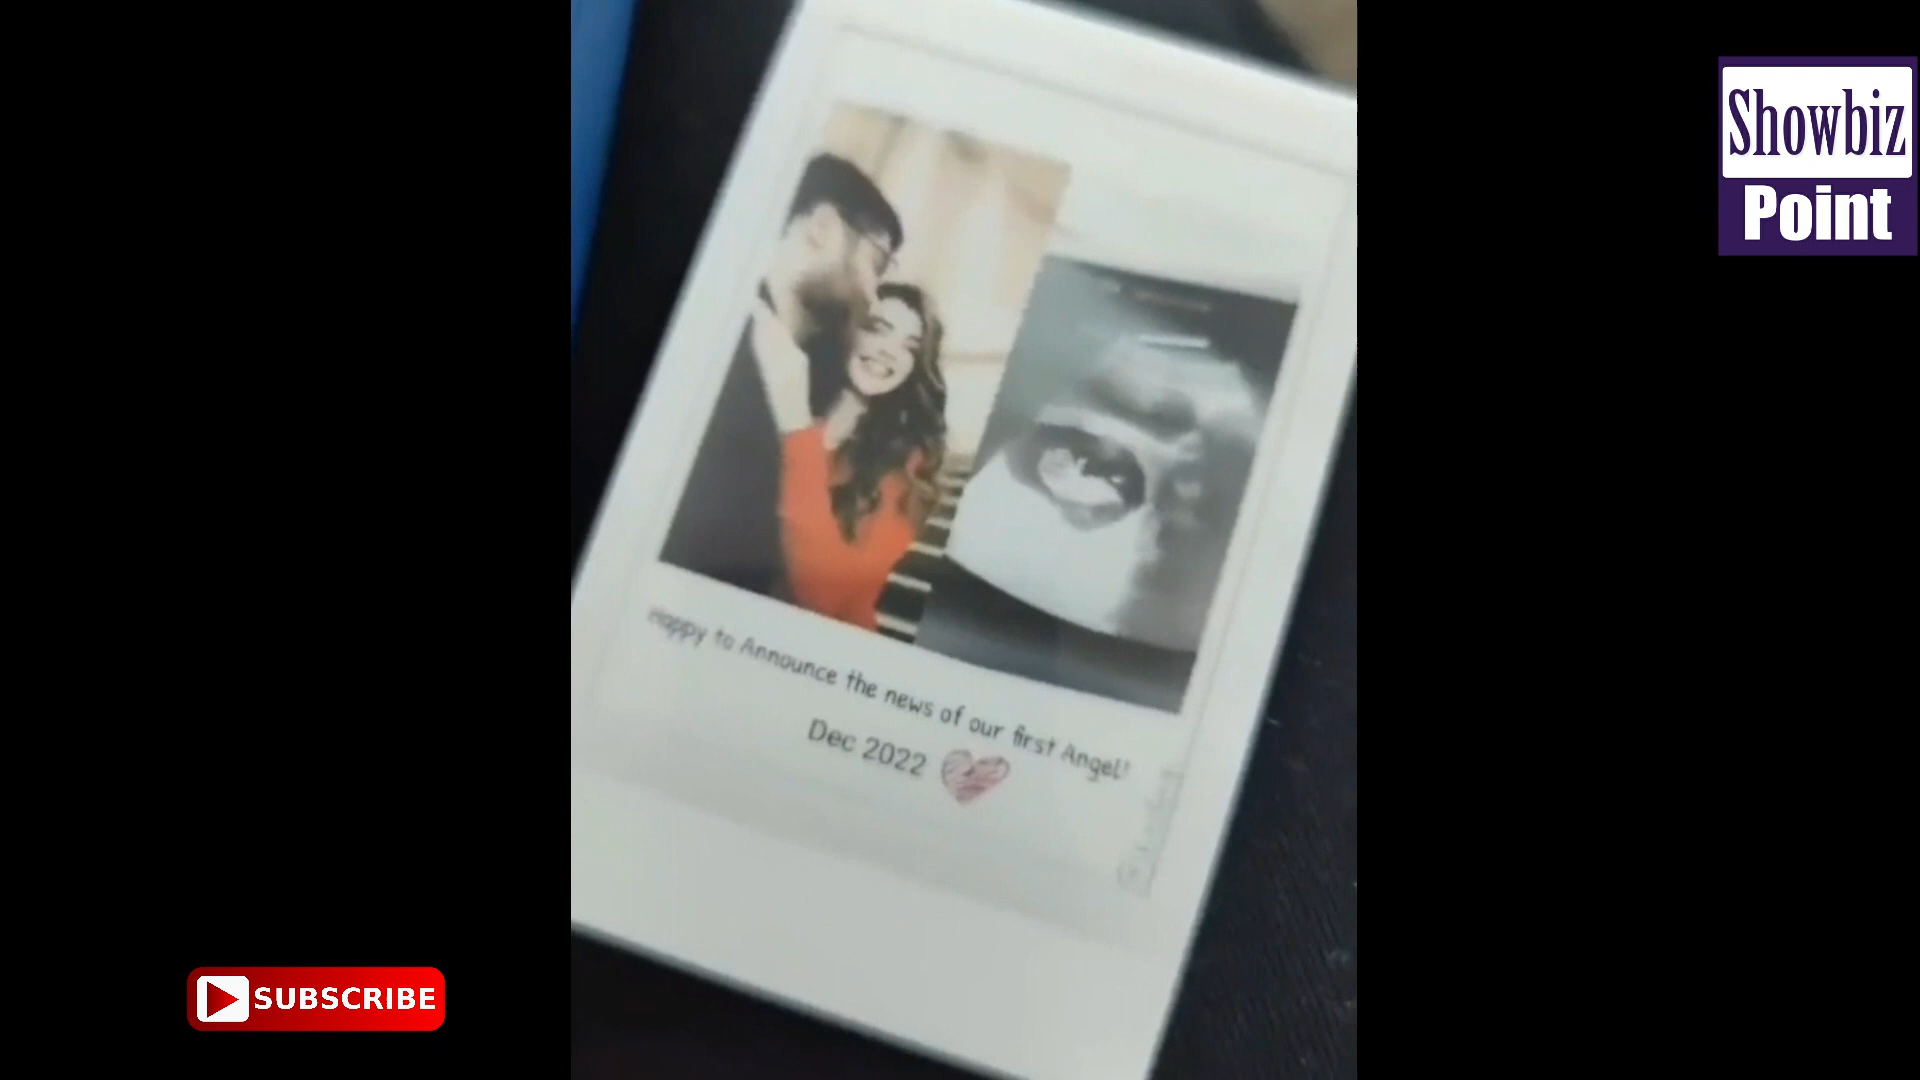 Showbiz
Point
Happy to Announce the news of our first Angel!
Dec 2022
SUBSCRIBE